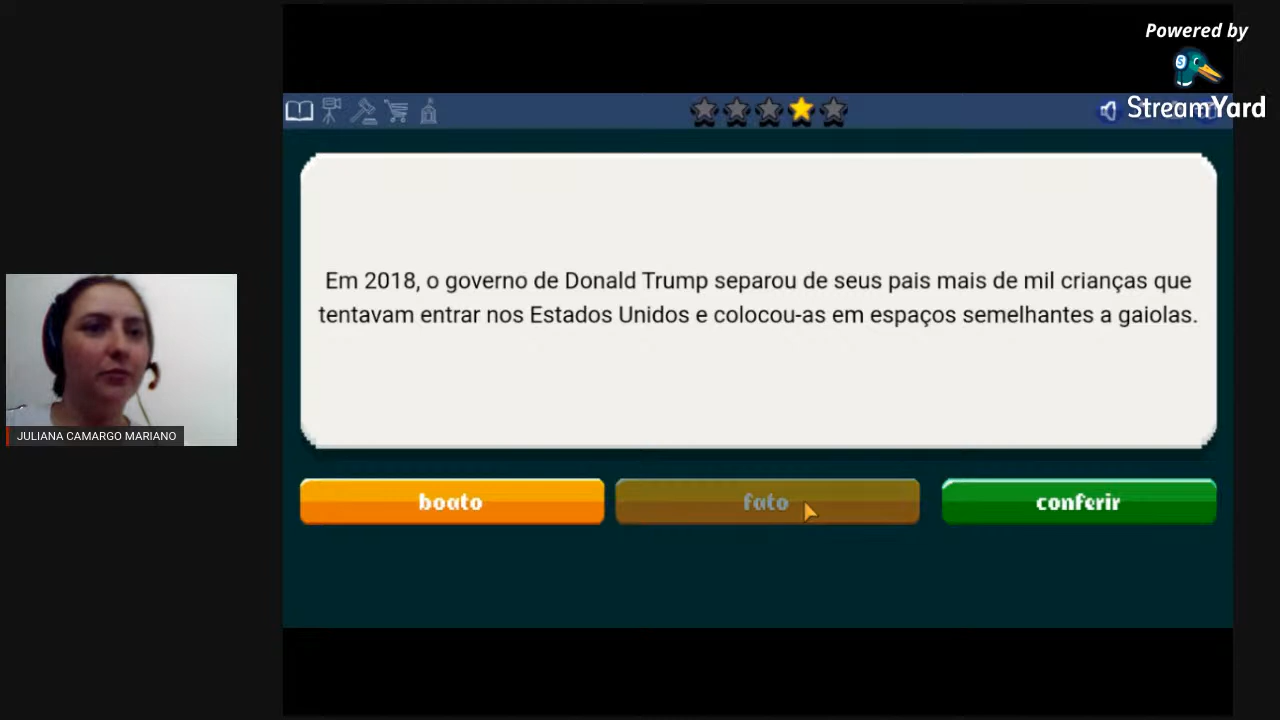 Powered by
StreamYard
Em 2018, o governo de Donald Trump separou de seus pais mais de mil crianças que
tentavam entrar nos Estados Unidos e colocou-as em espaços semelhantes a gaiolas.
JULIANA CAMARGO MARIANO
boato
fato
conferir